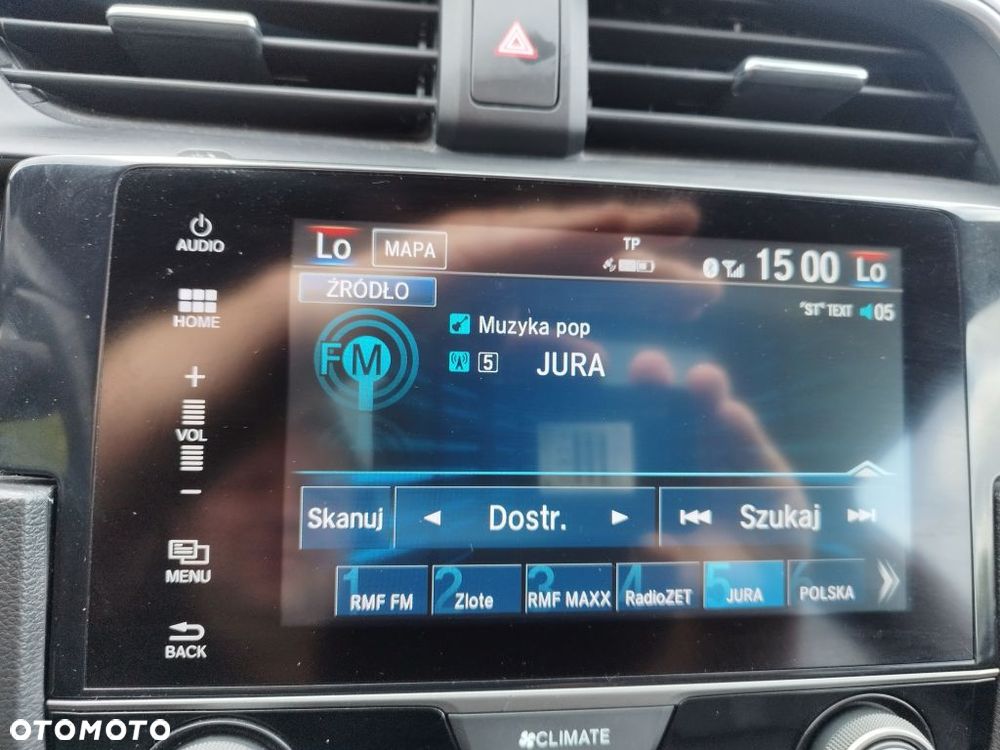 AUDIO
HOME
+
VOL
-
MENU
BACK
Lo MAPA TP 15 00 Lo
ŹRÓDŁO "ST" TEXT 05
FM
Muzyka pop
5 JURA
Skanuj Dostr. Szukaj
1 RMF FM 2 Zlote 3 RMF MAXX 4 RadioZET 5 JURA 6 POLSKA
OTOMOTO
CLIMATE